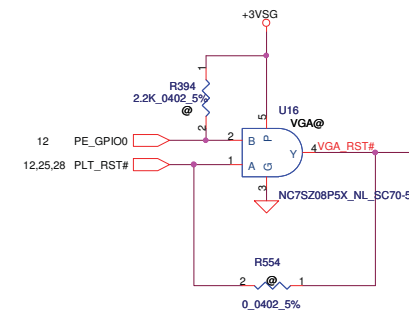 +3VSG
1
R394
2.2K_0402_5%
@
2
U16
VGA@
5
P
12 PE_GPIO0
2
B
Y
4
VGA_RST#
12,25,28 PLT_RST#
1
A
G
3
NC7SZ08P5X_NL_SC70-5
R554
2
@
1
0_0402_5%